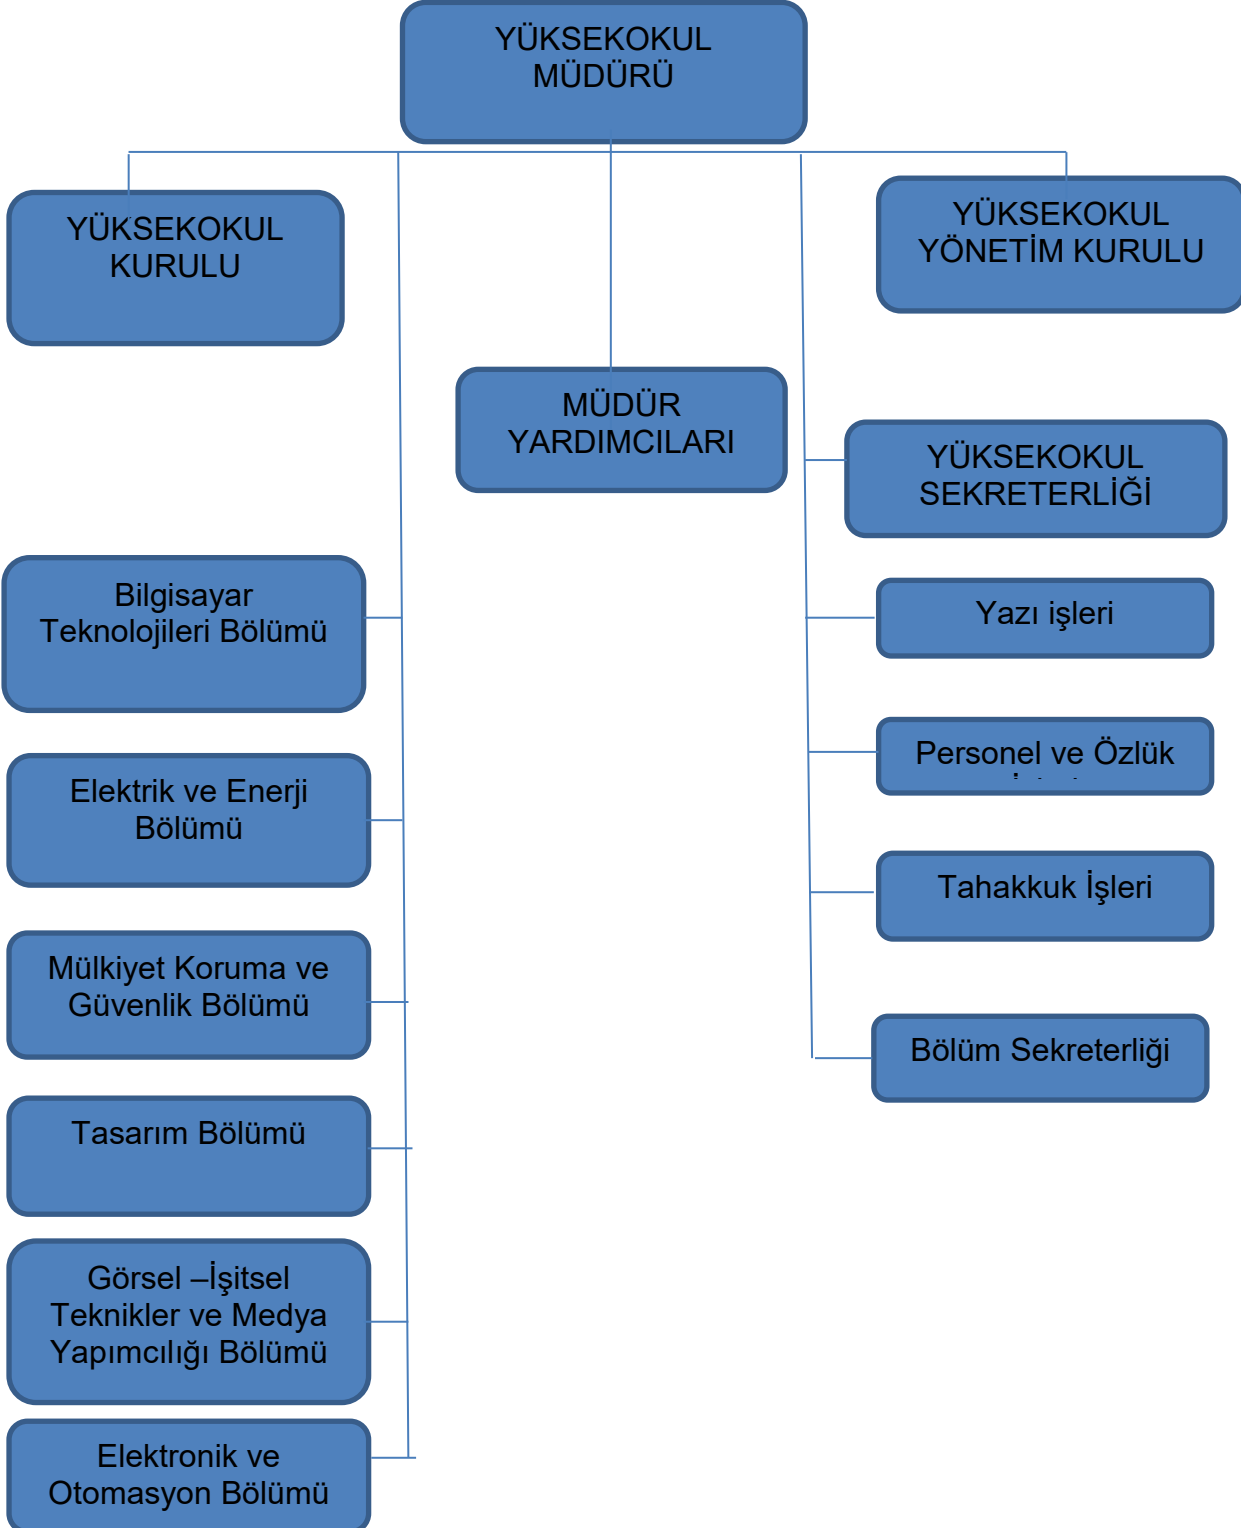 YÜKSEKOKUL
MÜDÜRÜ
YÜKSEKOKUL
KURULU
YÜKSEKOKUL
YÖNETİM KURULU
MÜDÜR
YARDIMCILARI
YÜKSEKOKUL
SEKRETERLİĞİ
Bilgisayar
Teknolojileri Bölümü
Yazı işleri
Personel ve Özlük
Elektrik ve Enerji
Bölümü
Tahakkuk İşleri
Mülkiyet Koruma ve
Güvenlik Bölümü
Bölüm Sekreterliği
Tasarım Bölümü
Görsel –İşitsel
Teknikler ve Medya
Yapımcılığı Bölümü
Elektronik ve
Otomasyon Bölümü